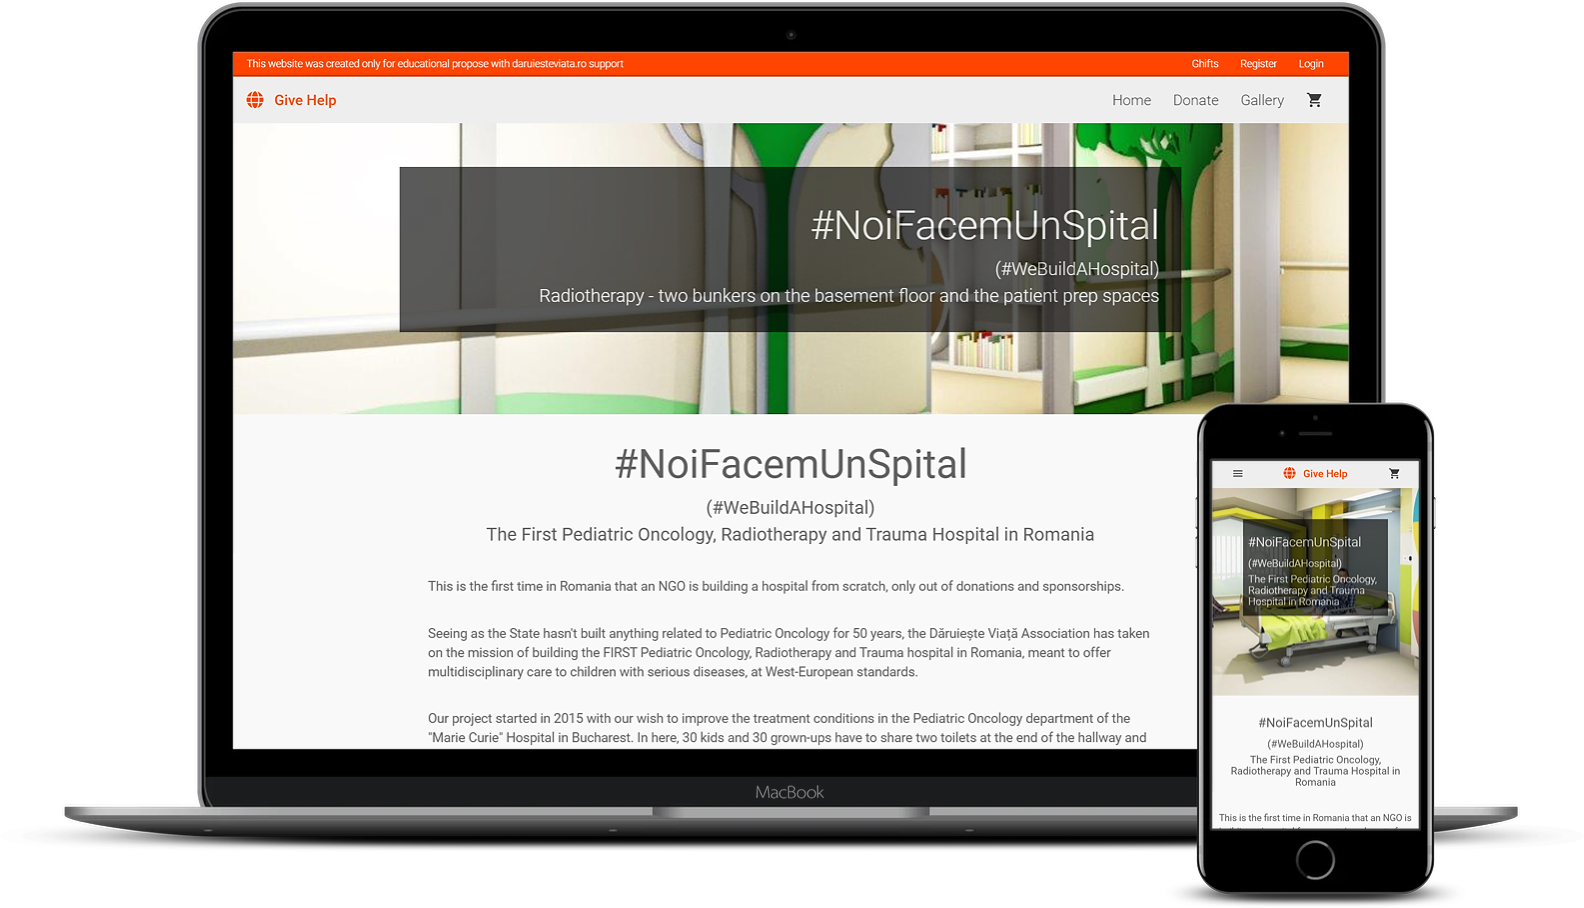 This website was created only for educational propose with daruiesteviata.ro support
Ghifts Register Login
Give Help
Home Donate Gallery
#NoiFacemUnSpital
(#WeBuildAHospital)
Radiotherapy - two bunkers on the basement floor and the patient prep spaces
#NoiFacemUnSpital
(#WeBuildAHospital)
The First Pediatric Oncology, Radiotherapy and Trauma Hospital in Romania
This is the first time in Romania that an NGO is building a hospital from scratch, only out of donations and sponsorships.
Seeing as the State hasn't built anything related to Pediatric Oncology for 50 years, the Dăruiește Viață Association has taken
on the mission of building the FIRST Pediatric Oncology, Radiotherapy and Trauma hospital in Romania, meant to offer
multidisciplinary care to children with serious diseases, at West-European standards.
Our project started in 2015 with our wish to improve the treatment conditions in the Pediatric Oncology department of the
"Marie Curie" Hospital in Bucharest. In here, 30 kids and 30 grown-ups have to share two toilets at the end of the hallway and
MacBook
Give Help
#NoiFacemUnSpital
(#WeBuildAHospital)
The First Pediatric Oncology,
Radiotherapy and Trauma
Hospital in Romania
#NoiFacemUnSpital
(#WeBuildAHospital)
The First Pediatric Oncology,
Radiotherapy and Trauma Hospital in
Romania
This is the first time in Romania that an NGO is